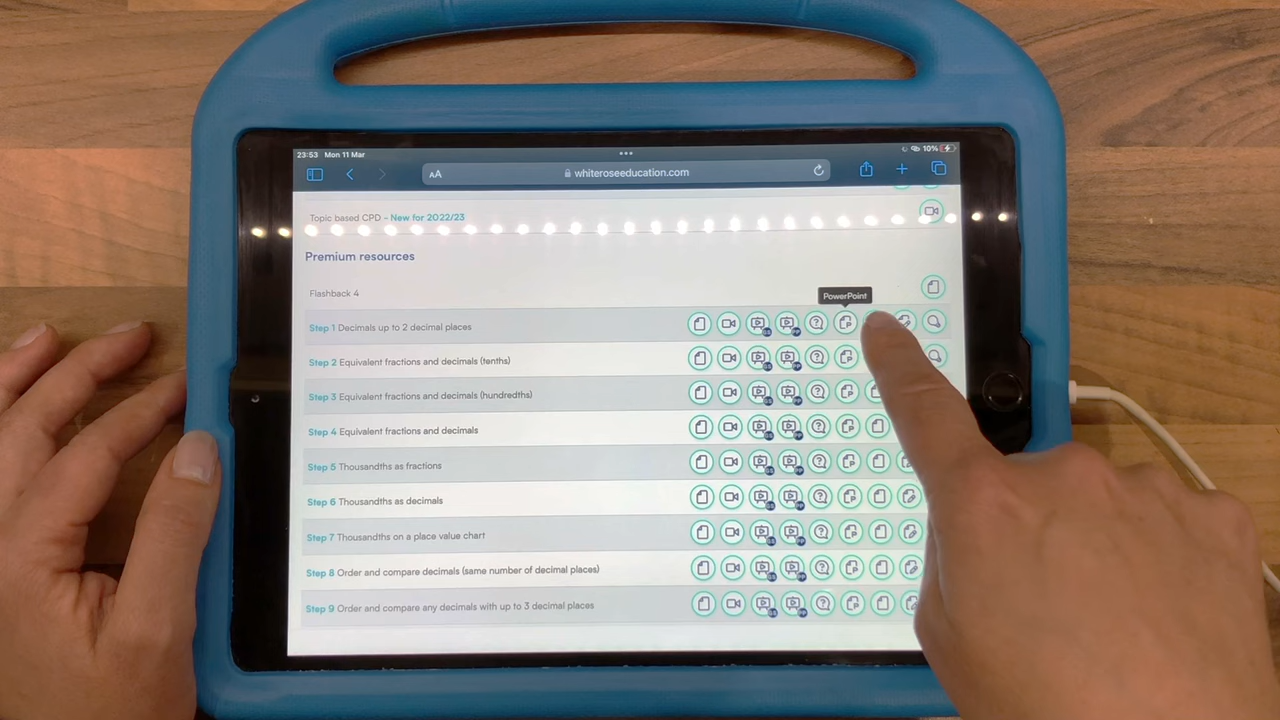 23:53 Mon 11 Mar
10%
AA whiteroseeducation.com
Topic based CPD - New for 2022/23
Premium resources
Flashback 4
PowerPoint
Step 1 Decimals up to 2 decimal places
Step 2 Equivalent fractions and decimals (tenths)
Step 3 Equivalent fractions and decimals (hundredths)
Step 4 Equivalent fractions and decimals
Step 5 Thousandths as fractions
Step 6 Thousandths as decimals
Step 7 Thousandths on a place value chart
Step 8 Order and compare decimals (same number of decimal places)
Step 9 Order and compare any decimals with up to 3 decimal places